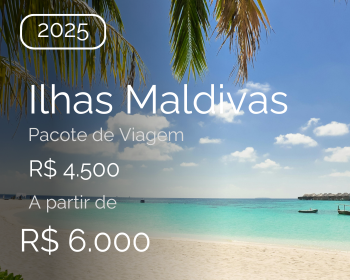 2025
Ilhas Maldivas
Pacote de Viagem
R$ 4.500
A partir de
R$ 6.000